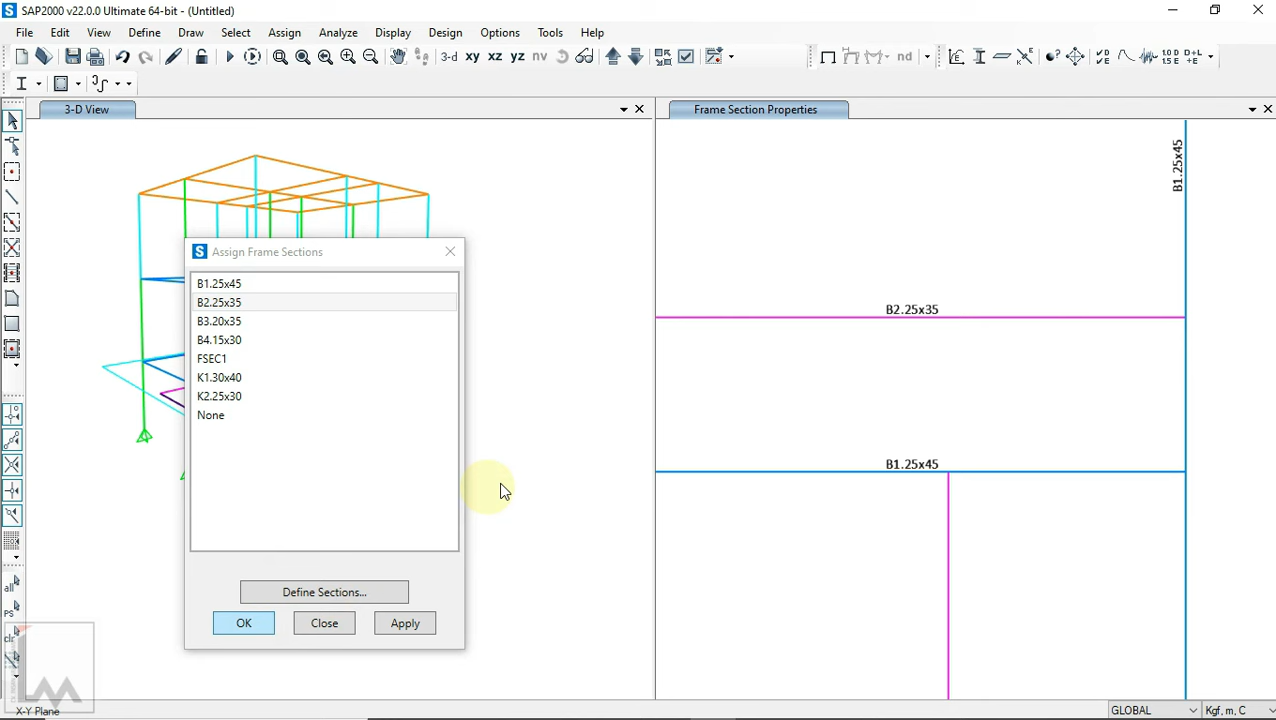 SAP2000 v22.0.0 Ultimate 64-bit - (Untitled)
File Edit View Define Draw Select Assign Analyze Display Design Options Tools Help
3-d xy xz yz nv nd
3-D View
Frame Section Properties
Assign Frame Sections
B1.25x45
B2.25x35
B3.20x35
B4.15x30
FSEC1
K1.30x40
K2.25x30
None
Define Sections...
OK Close Apply
B1.25x45
B2.25x35
B1.25x45
all
PS
clr
X-Y Plane
GLOBAL
Kgf, m, C